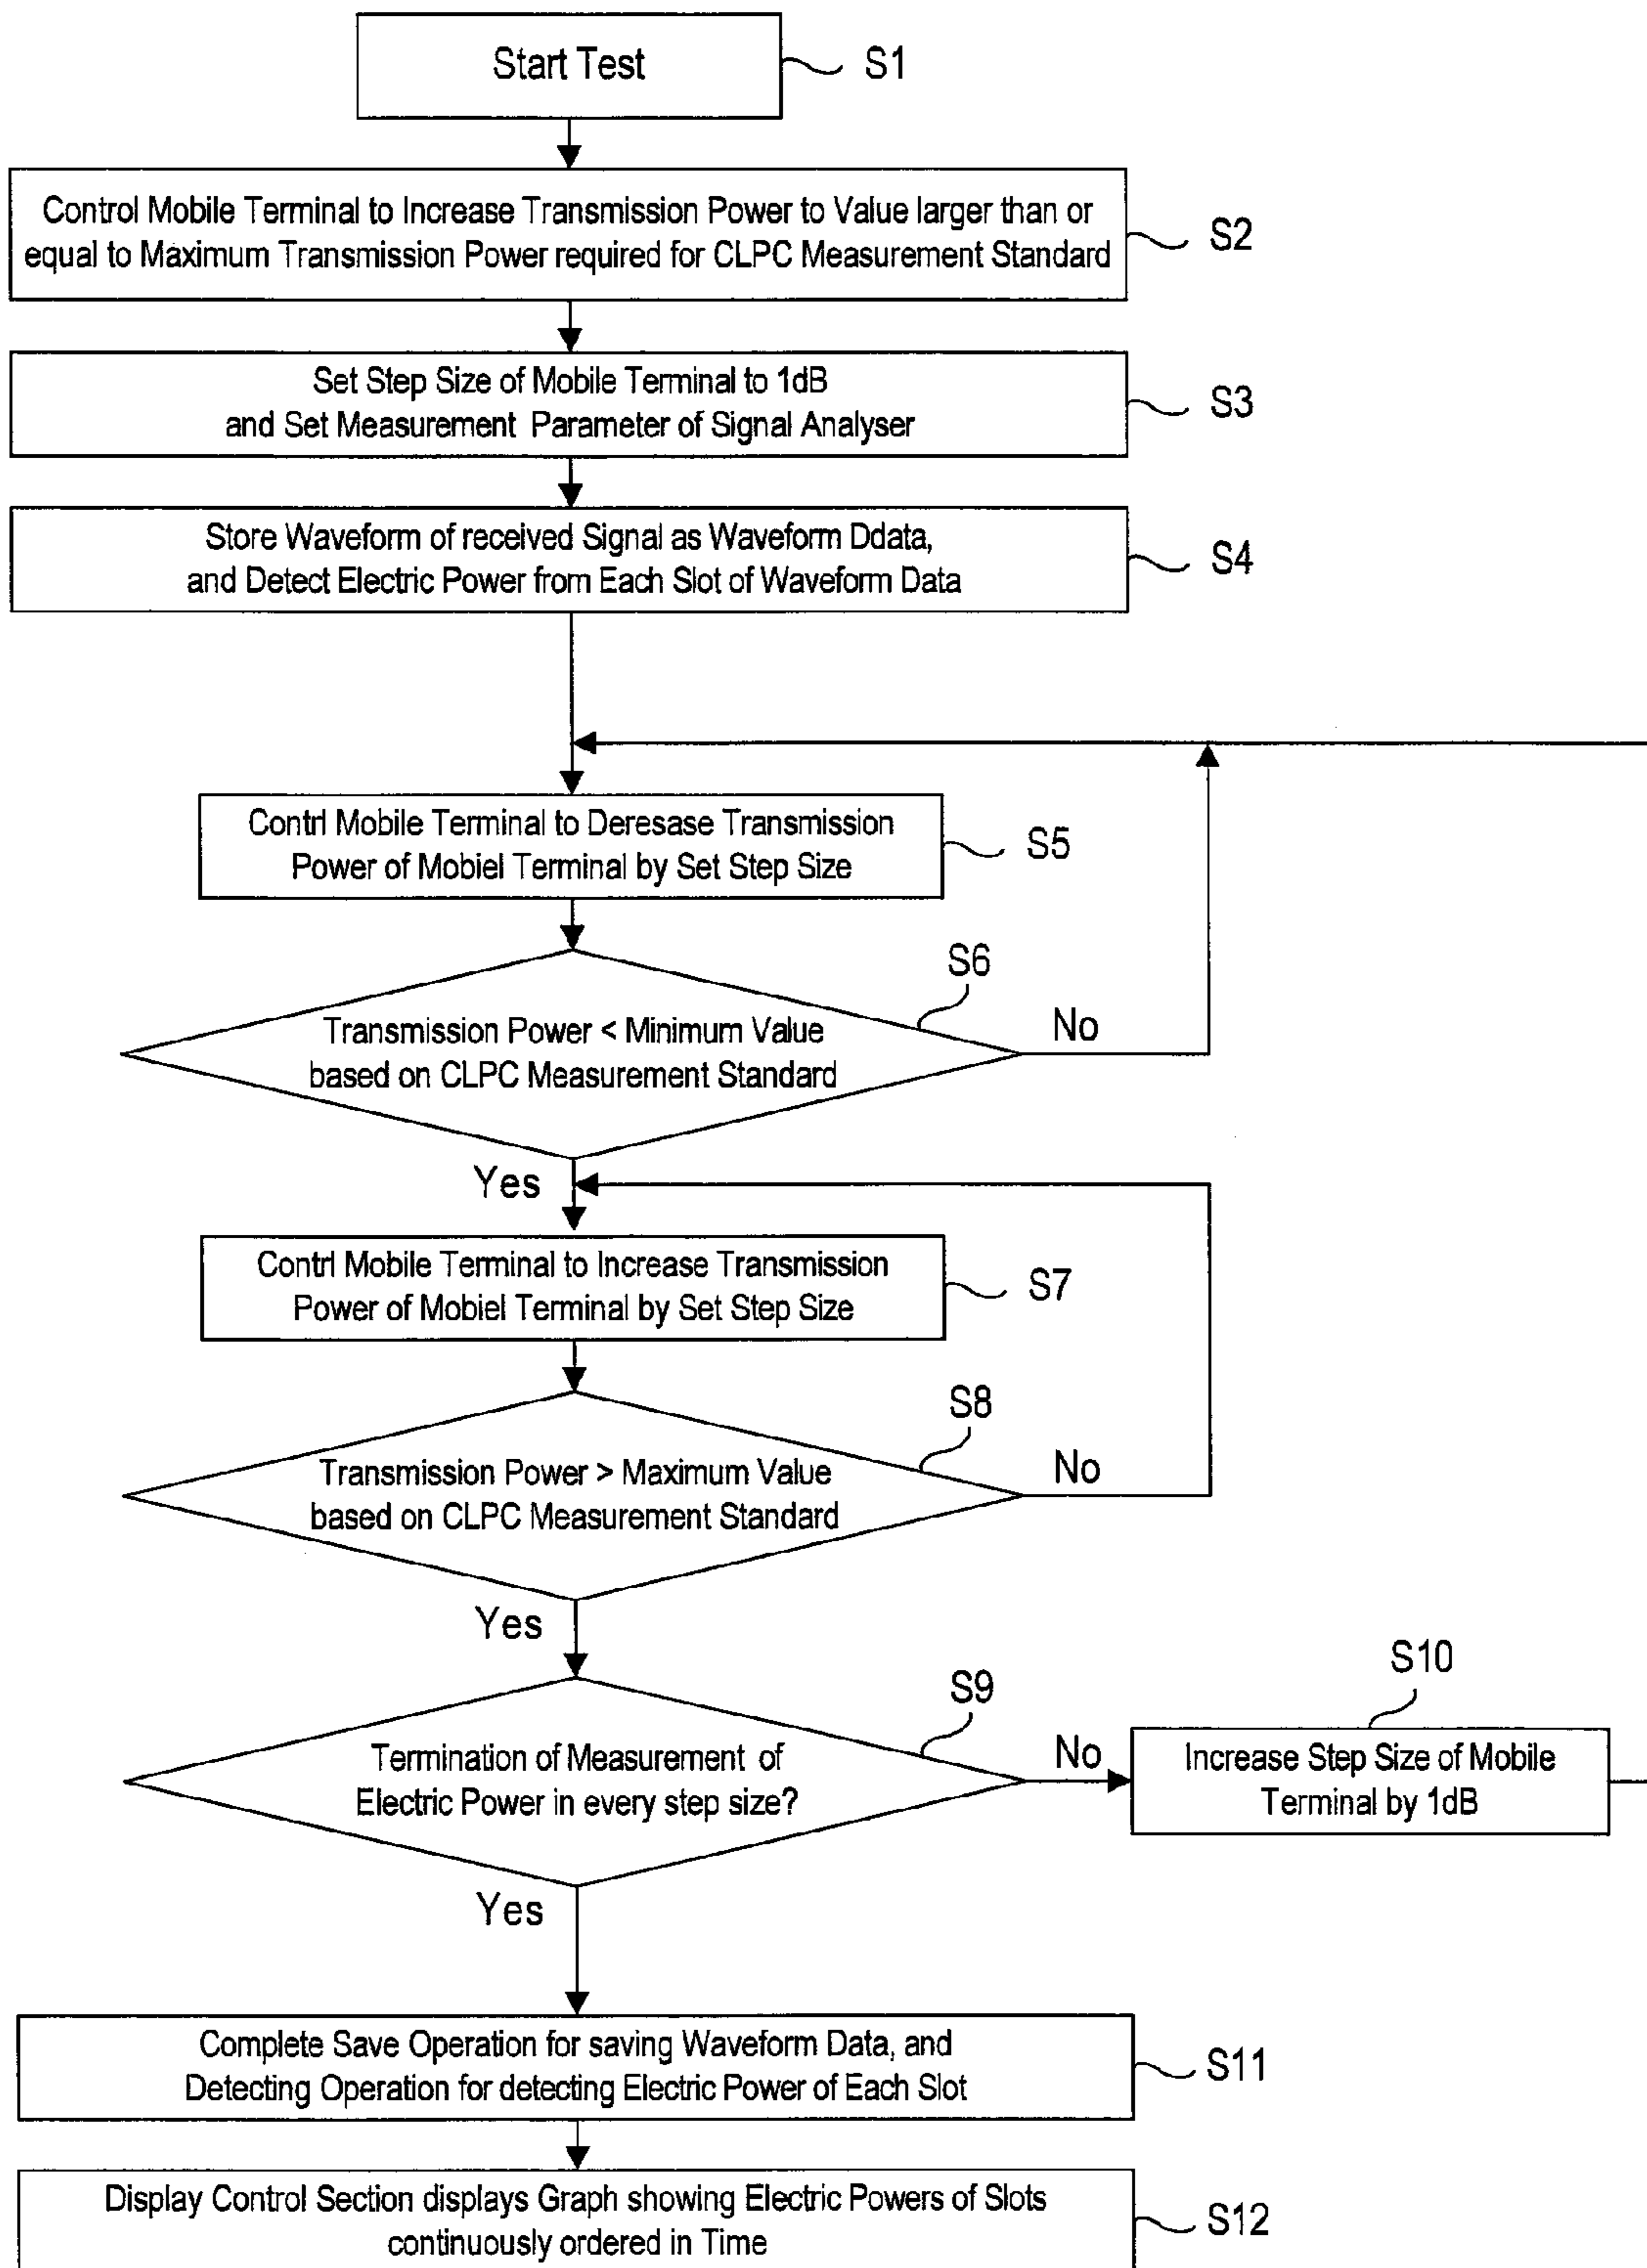 Start Test
S1
Control Mobile Terminal to Increase Transmission Power to Value larger than or
equal to Maximum Transmission Power required for CLPC Measurement Standard
S2
Set Step Size of Mobile Terminal to 1dB
and Set Measurement Parameter of Signal Analyser
S3
Store Waveform of received Signal as Waveform Ddata,
and Detect Electric Power from Each Slot of Waveform Data
S4
Contrl Mobile Terminal to Deresase Transmission
Power of Mobiel Terminal by Set Step Size
S5
S6
Transmission Power < Minimum Value
based on CLPC Measurement Standard
No
Yes
Contrl Mobile Terminal to Increase Transmission
Power of Mobiel Terminal by Set Step Size
S7
S8
Transmission Power > Maximum Value
based on CLPC Measurement Standard
No
Yes
S9
Termination of Measurement of
Electric Power in every step size?
No
S10
Increase Step Size of Mobile
Terminal by 1dB
Yes
Complete Save Operation for saving Waveform Data, and
Detecting Operation for detecting Electric Power of Each Slot
S11
Display Control Section displays Graph showing Electric Powers of Slots
continuously ordered in Time
S12